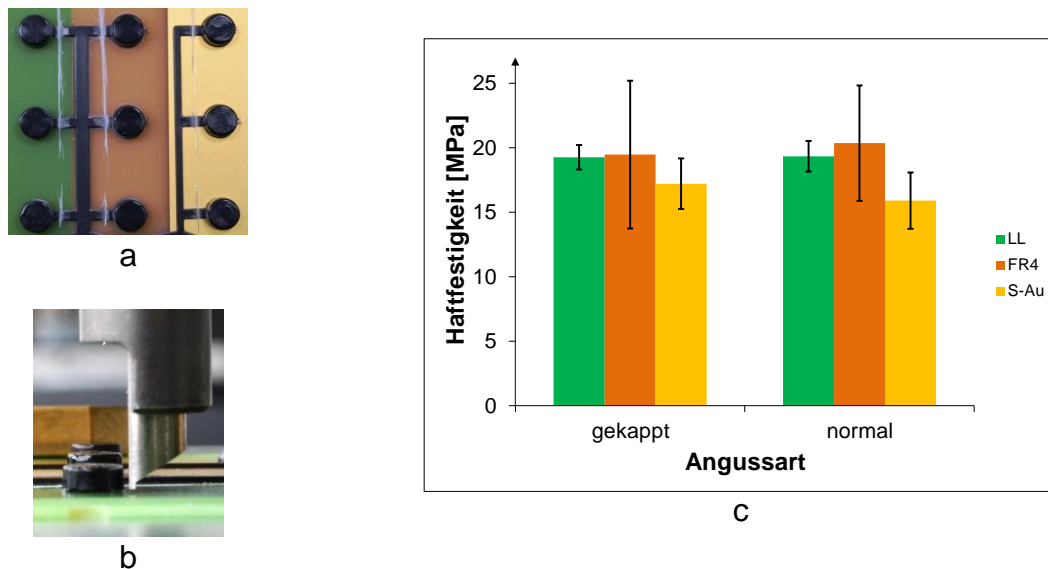 a
b
Haftfestigkeit [MPa]
25
20
15
10
5
0
gekappt normal
Angussart
LL
FR4
S-Au
c